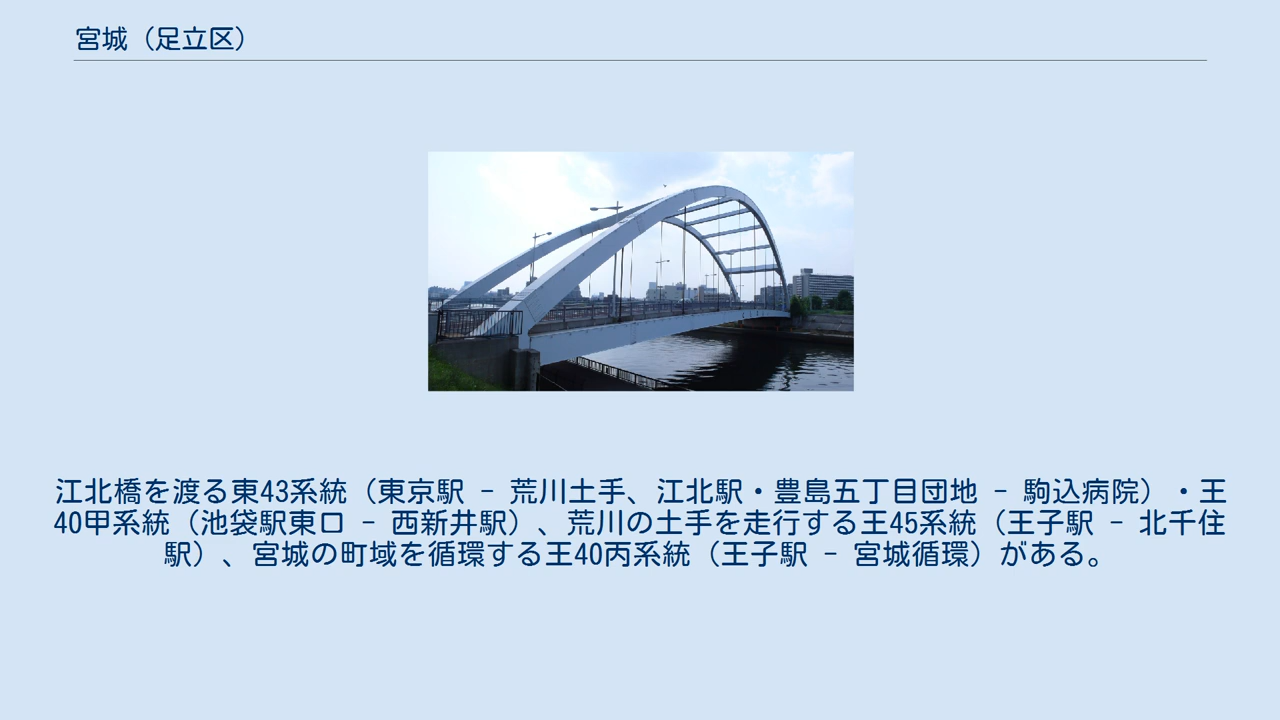 宮城（足立区）
江北橋を渡る東43系統（東京駅 - 荒川土手、江北駅・豊島五丁目団地 - 駒込病院）・王
40甲系統（池袋駅東口 - 西新井駅）、荒川の土手を走行する王45系統（王子駅 - 北千住
駅）、宮城の町域を循環する王40丙系統（王子駅 - 宮城循環）がある。